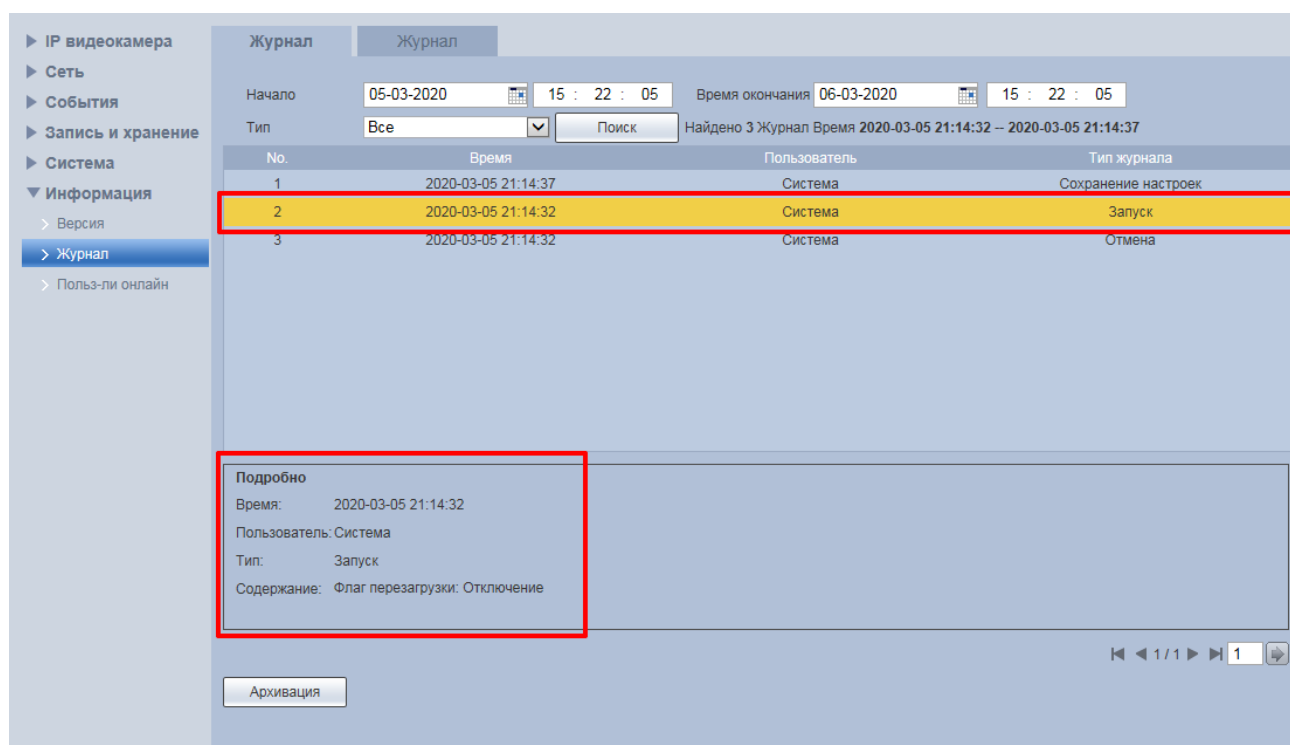 IP видеокамера
Сеть
События
Запись и хранение
Система
Информация
Версия
Журнал
Польз-ли онлайн
Журнал Журнал
Начало 05-03-2020 15 : 22 : 05 Время окончания 06-03-2020 15 : 22 : 05
Тип Все Поиск Найдено 3 Журнал Время 2020-03-05 21:14:32 -- 2020-03-05 21:14:37
No. Время Пользователь Тип журнала
1 2020-03-05 21:14:37 Система Сохранение настроек
2 2020-03-05 21:14:32 Система Запуск
3 2020-03-05 21:14:32 Система Отмена
Подробно
Время: 2020-03-05 21:14:32
Пользователь: Система
Тип: Запуск
Содержание: Флаг перезагрузки: Отключение
1 / 1 1
Архивация